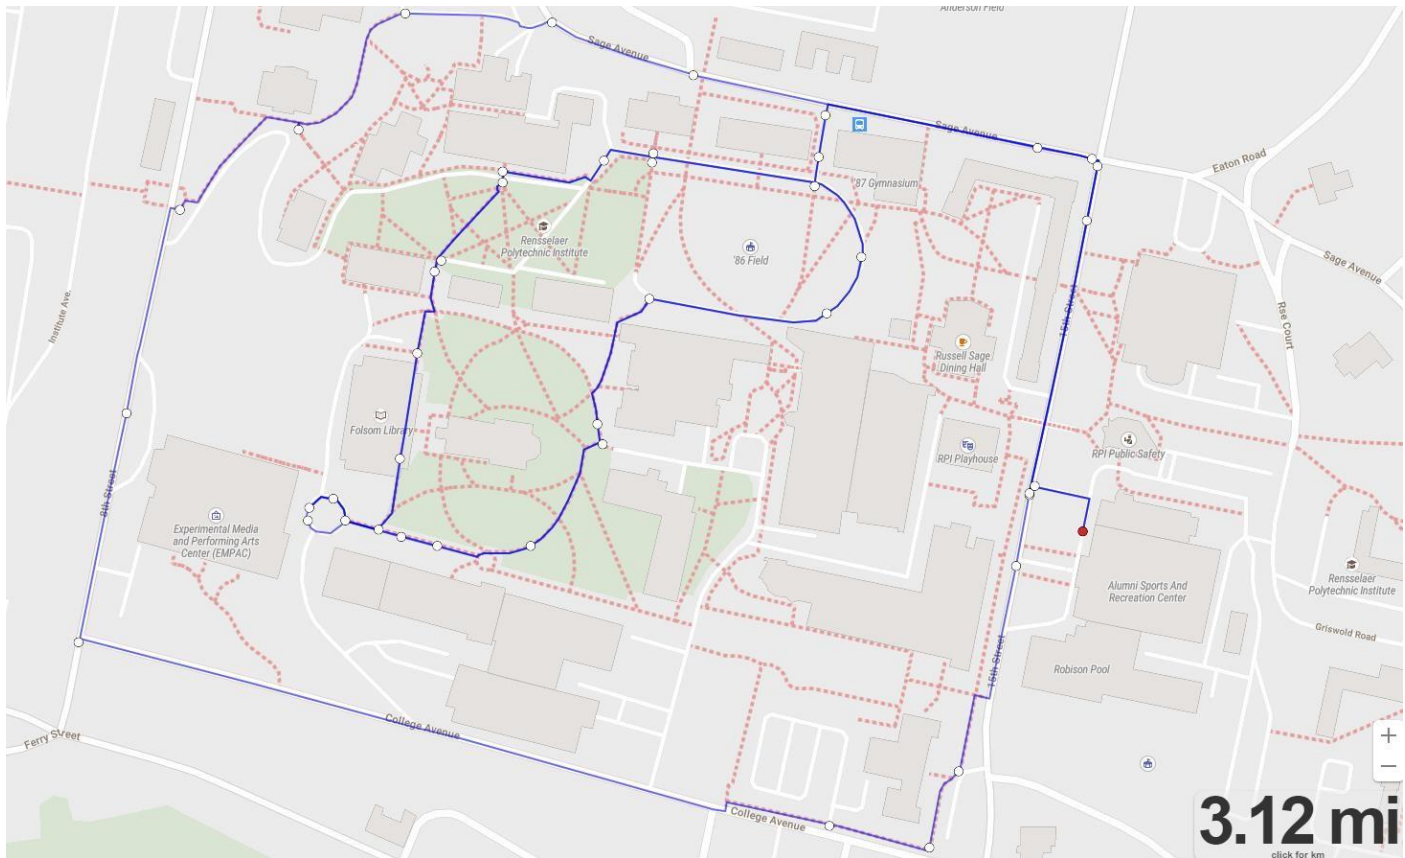 Anderson Field
Sage Avenue
Sage Avenue
Eaton Road
'87 Gymnasium
Rensselaer
Polytechnic Institute
'86 Field
Sage Avenue
Institute Ave.
15th Street
Rse Court
Russell Sage
Dining Hall
Folsom Library
RPI Playhouse
RPI Public Safety
8th Street
Experimental Media
and Performing Arts
Center (EMPAC)
Alumni Sports And
Recreation Center
Rensselaer
Polytechnic Institute
Griswold Road
15th Street
Robison Pool
College Avenue
Ferry Street
College Avenue
+
−
3.12 mi
click for km